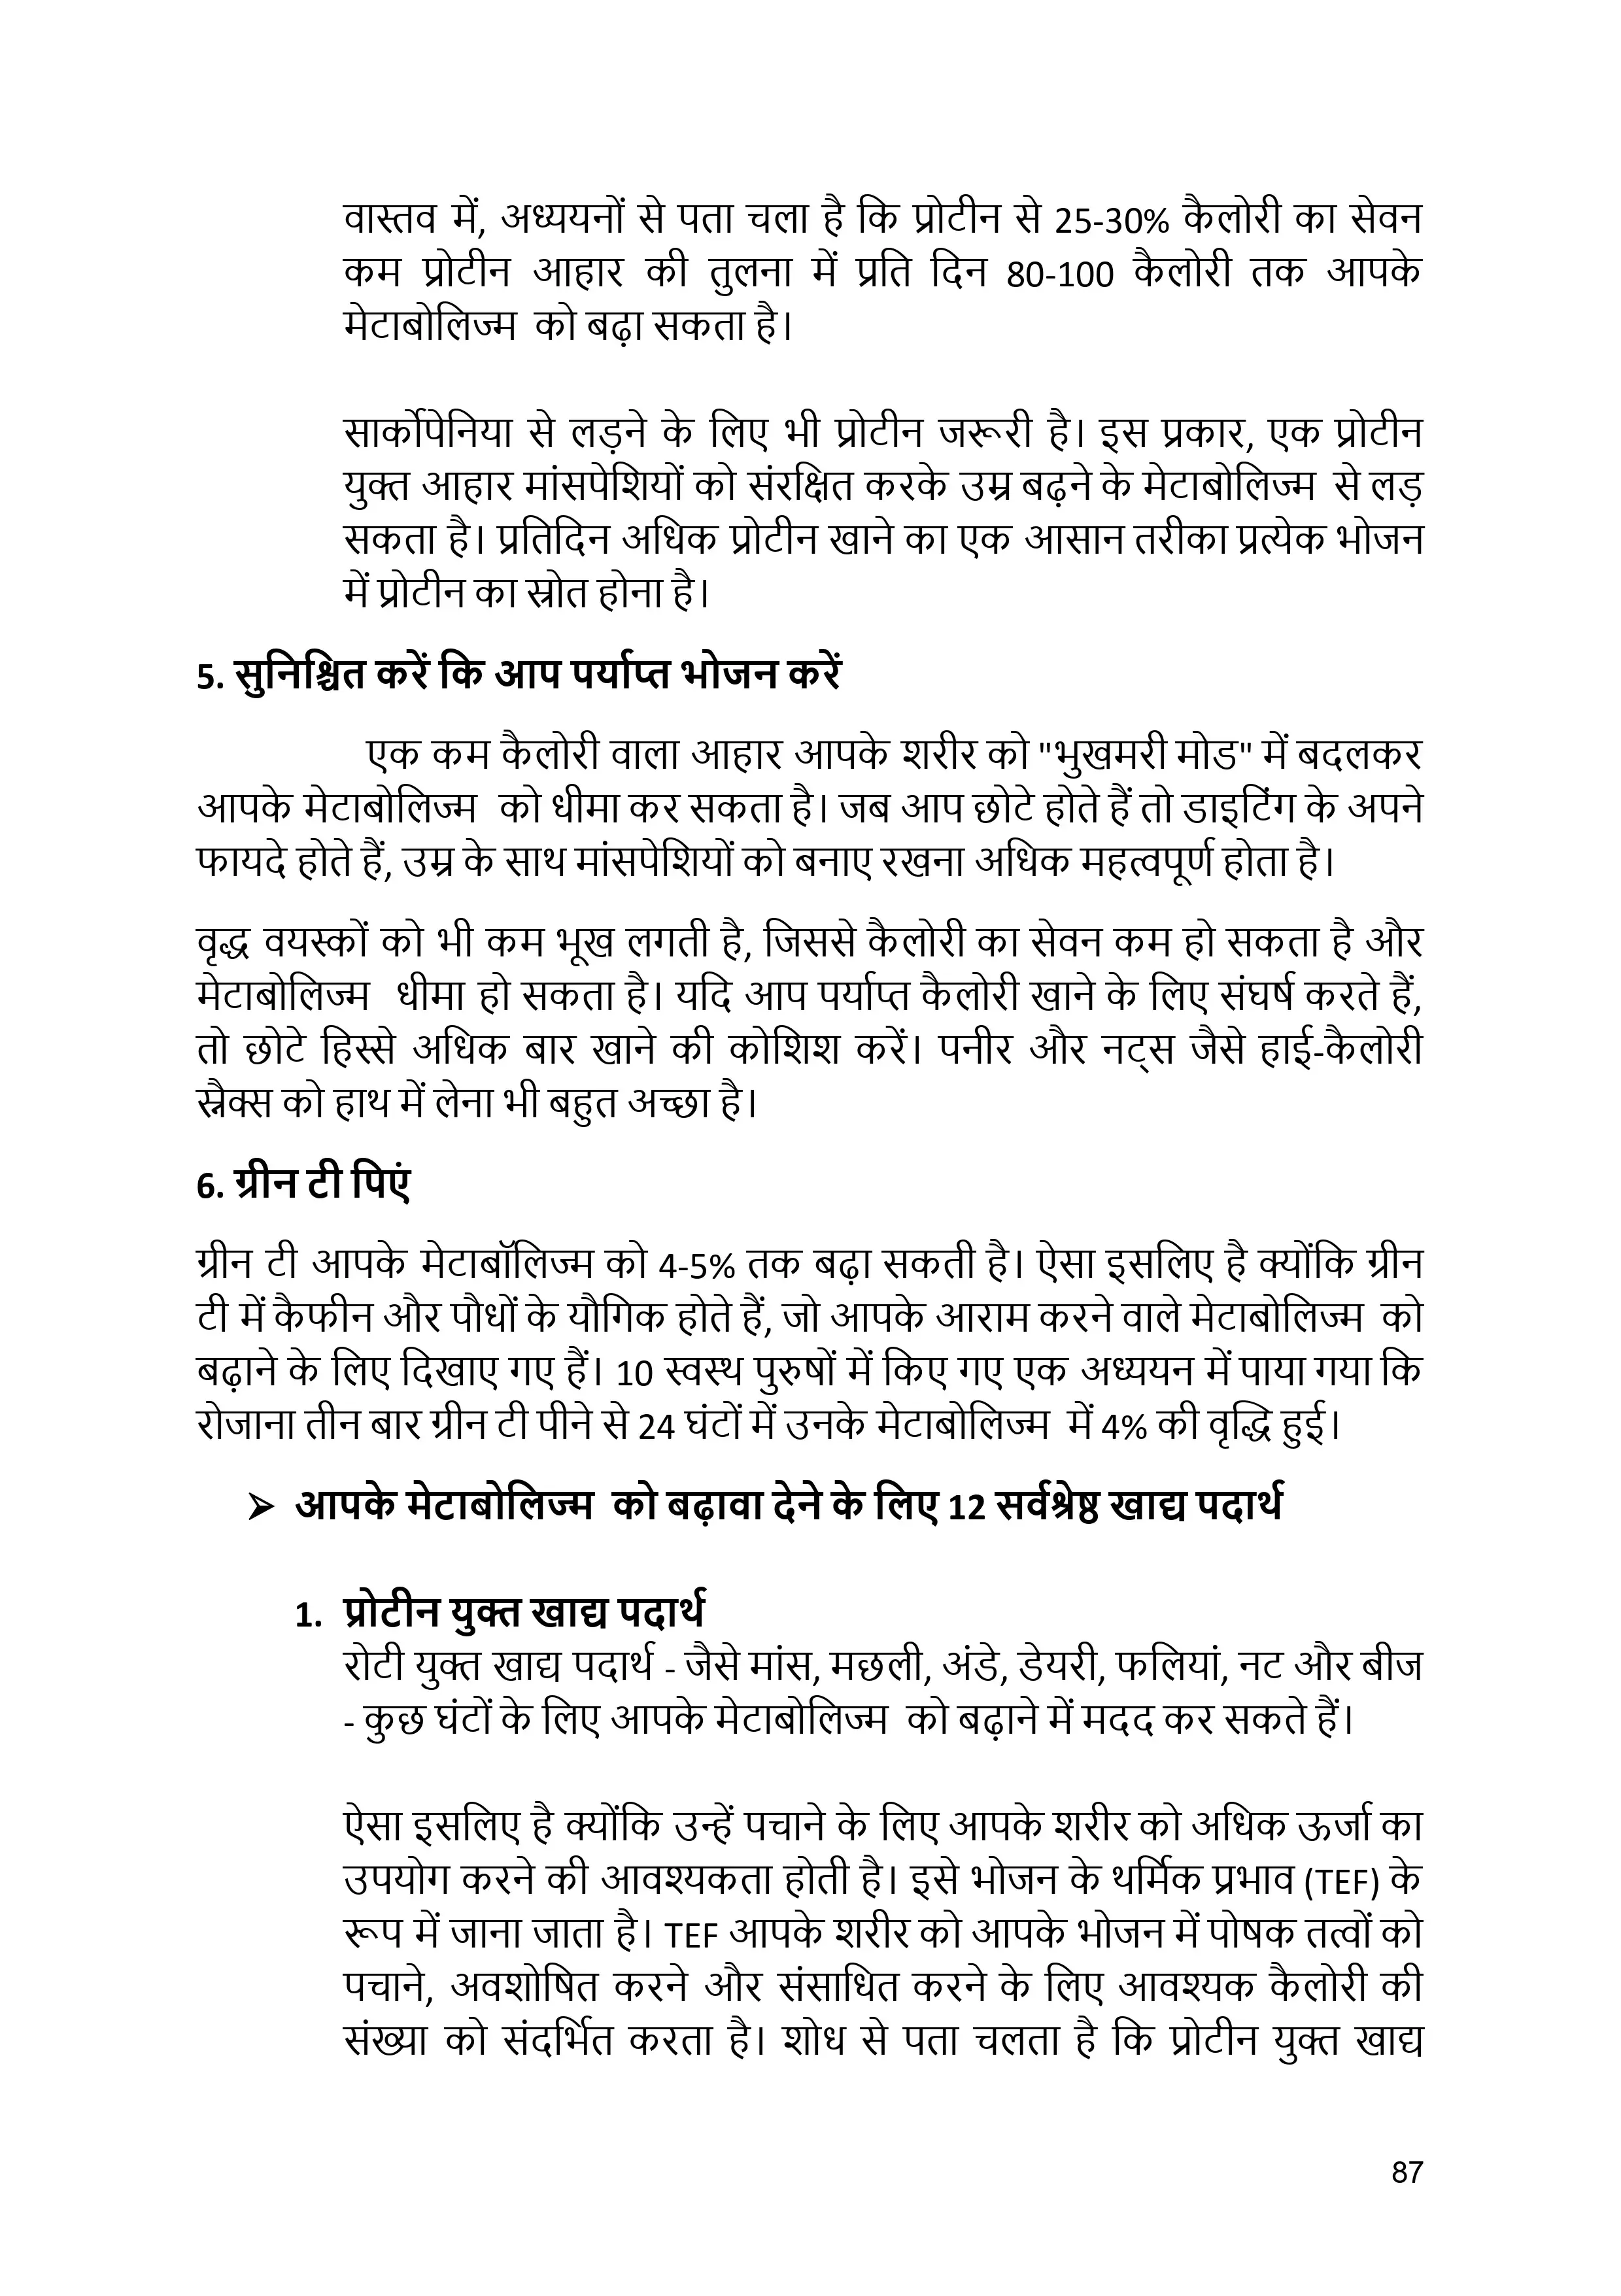 वास्तव में, अध्ययनों से पता चला है कि प्रोटीन से 25-30% कैलोरी का सेवन
कम प्रोटीन आहार की तुलना में प्रति दिन 80-100 कैलोरी तक आपके
मेटाबोलिज्म को बढ़ा सकता है।
सार्कोपेनिया से लड़ने के लिए भी प्रोटीन जरूरी है। इस प्रकार, एक प्रोटीन
युक्त आहार मांसपेशियों को संरक्षित करके उम्र बढ़ने के मेटाबोलिज्म से लड़
सकता है। प्रतिदिन अधिक प्रोटीन खाने का एक आसान तरीका प्रत्येक भोजन
में प्रोटीन का स्रोत होना है।
5. सुनिश्चित करें कि आप पर्याप्त भोजन करें
एक कम कैलोरी वाला आहार आपके शरीर को "भुखमरी मोड" में बदलकर
आपके मेटाबोलिज्म को धीमा कर सकता है। जब आप छोटे होते हैं तो डाइटिंग के अपने
फायदे होते हैं, उम्र के साथ मांसपेशियों को बनाए रखना अधिक महत्वपूर्ण होता है।
वृद्ध वयस्कों को भी कम भूख लगती है, जिससे कैलोरी का सेवन कम हो सकता है और
मेटाबोलिज्म धीमा हो सकता है। यदि आप पर्याप्त कैलोरी खाने के लिए संघर्ष करते हैं,
तो छोटे हिस्से अधिक बार खाने की कोशिश करें। पनीर और नट्स जैसे हाई-कैलोरी
स्नैक्स को हाथ में लेना भी बहुत अच्छा है।
6. ग्रीन टी पिएं
ग्रीन टी आपके मेटाबॉलिज्म को 4-5% तक बढ़ा सकती है। ऐसा इसलिए है क्योंकि ग्रीन
टी में कैफीन और पौधों के यौगिक होते हैं, जो आपके आराम करने वाले मेटाबोलिज्म को
बढ़ाने के लिए दिखाए गए हैं। 10 स्वस्थ पुरुषों में किए गए एक अध्ययन में पाया गया कि
रोजाना तीन बार ग्रीन टी पीने से 24 घंटों में उनके मेटाबोलिज्म में 4% की वृद्धि हुई।
➢ आपके मेटाबोलिज्म को बढ़ावा देने के लिए 12 सर्वश्रेष्ठ खाद्य पदार्थ
1. प्रोटीन युक्त खाद्य पदार्थ
रोटी युक्त खाद्य पदार्थ - जैसे मांस, मछली, अंडे, डेयरी, फलियां, नट और बीज
- कुछ घंटों के लिए आपके मेटाबोलिज्म को बढ़ाने में मदद कर सकते हैं।
ऐसा इसलिए है क्योंकि उन्हें पचाने के लिए आपके शरीर को अधिक ऊर्जा का
उपयोग करने की आवश्यकता होती है। इसे भोजन के थर्मिक प्रभाव (TEF) के
रूप में जाना जाता है। TEF आपके शरीर को आपके भोजन में पोषक तत्वों को
पचाने, अवशोषित करने और संसाधित करने के लिए आवश्यक कैलोरी की
संख्या को संदर्भित करता है। शोध से पता चलता है कि प्रोटीन युक्त खाद्य
87